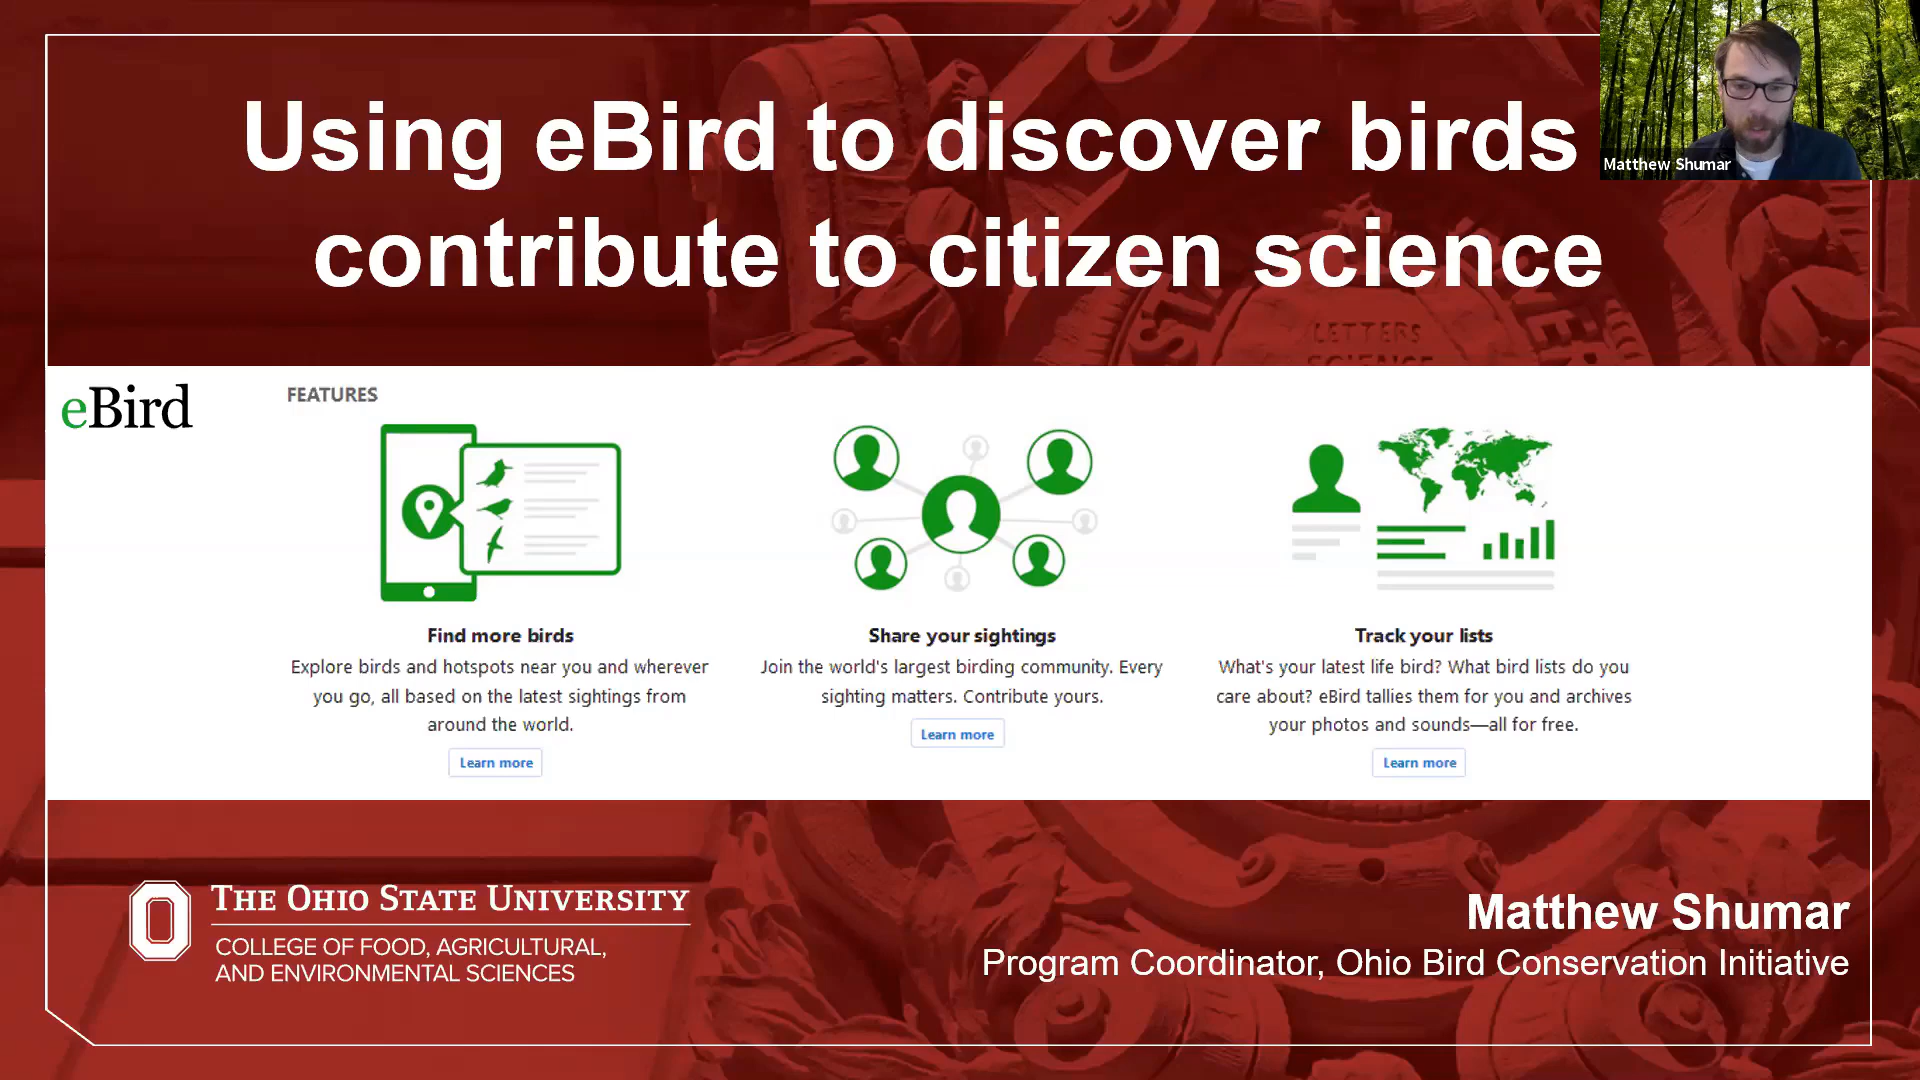 Using eBird to discover birds
contribute to citizen science
Matthew Shumar
LETTERS
eBird
FEATURES
Find more birds
Explore birds and hotspots near you and wherever
you go, all based on the latest sightings from
around the world.
Learn more
Share your sightings
Join the world's largest birding community. Every
sighting matters. Contribute yours.
Learn more
Track your lists
What's your latest life bird? What bird lists do you
care about? eBird tallies them for you and archives
your photos and sounds—all for free.
Learn more
THE OHIO STATE UNIVERSITY
COLLEGE OF FOOD, AGRICULTURAL,
AND ENVIRONMENTAL SCIENCES
Matthew Shumar
Program Coordinator, Ohio Bird Conservation Initiative